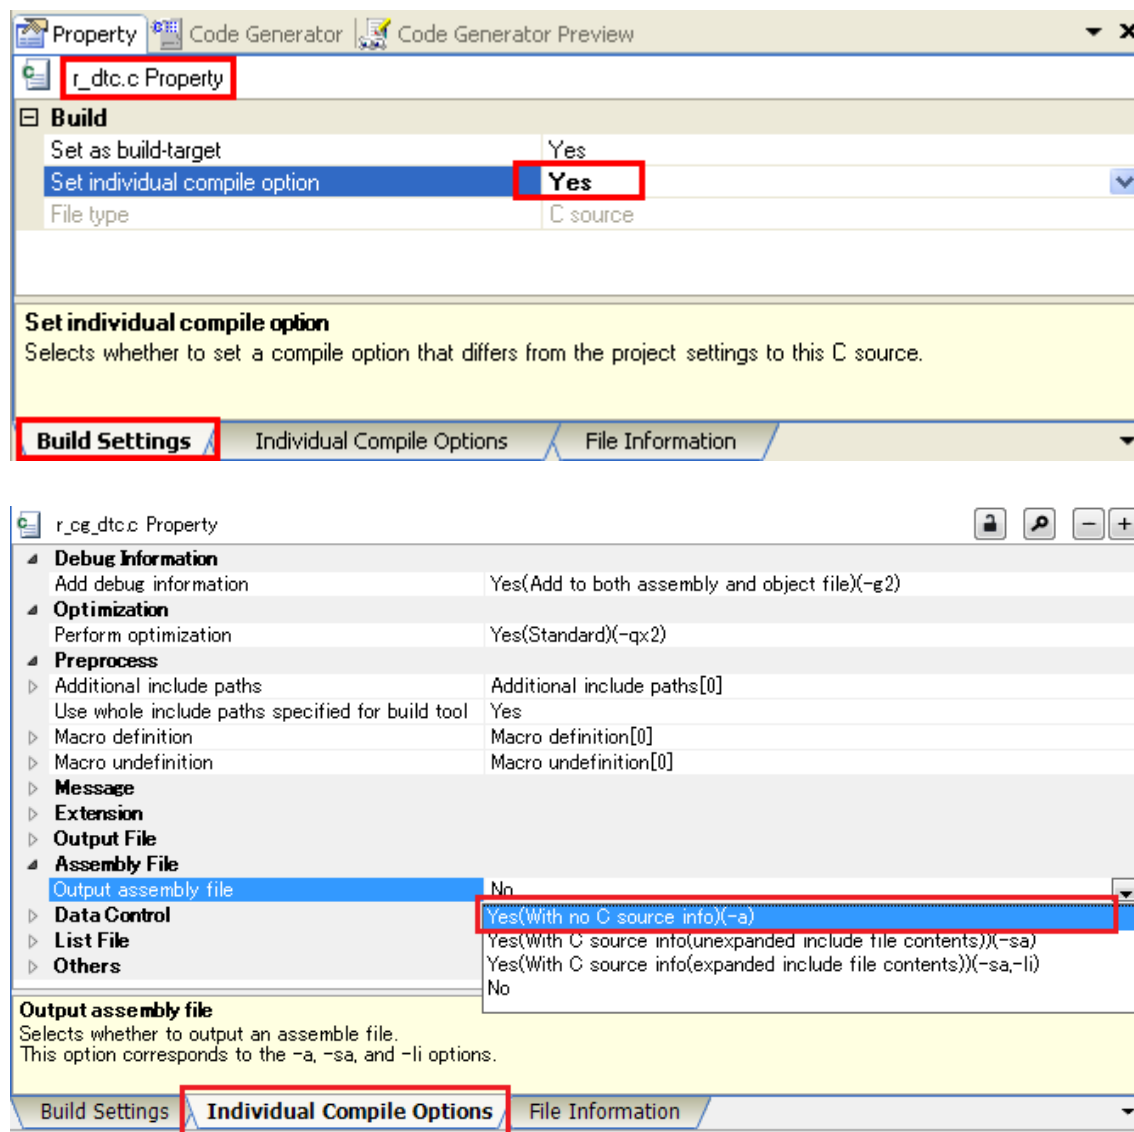 Property Code Generator Code Generator Preview
r_dtc.c Property
Build
Set as build-target Yes
Set individual compile option Yes
File type C source
Set individual compile option
Selects whether to set a compile option that differs from the project settings to this C source.
Build Settings Individual Compile Options File Information
r_cg_dtc.c Property
Debug Information
Add debug information Yes(Add to both assembly and object file)(-g2)
Optimization
Perform optimization Yes(Standard)(-qx2)
Preprocess
Additional include paths Additional include paths[0]
Use whole include paths specified for build tool Yes
Macro definition Macro definition[0]
Macro undefinition Macro undefinition[0]
Message
Extension
Output File
Assembly File
Output assembly file No
Data Control Yes(With no C source info)(-a)
List File Yes(With C source info(unexpanded include file contents))(-sa)
Others Yes(With C source info(expanded include file contents))(-sa,-li)
No
Output assembly file
Selects whether to output an assemble file.
This option corresponds to the -a, -sa, and -li options.
Build Settings Individual Compile Options File Information